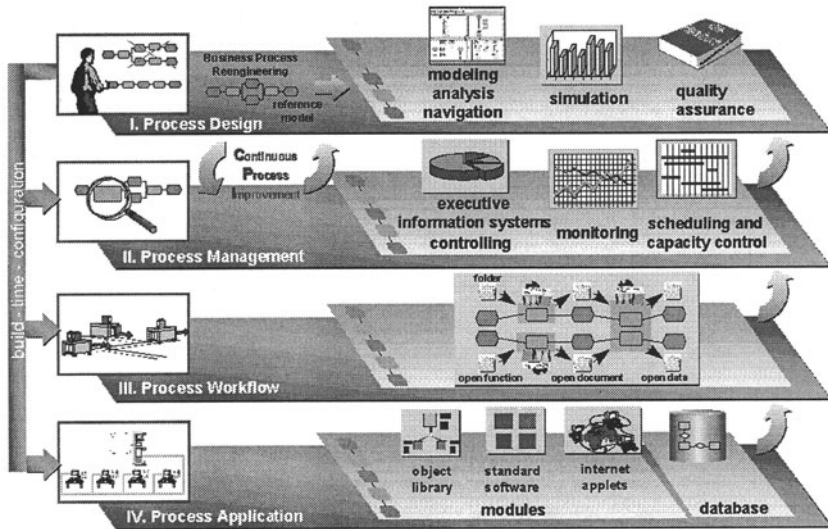 build - time - configuration
Business Process
Reengineering
reference
model
modeling
analysis
navigation
simulation
quality
assurance
I. Process Design
Continuous
Process
Improvement
executive
information systems
controlling
monitoring
scheduling and
capacity control
II. Process Management
folder
open function
open document
open data
III. Process Workflow
object
library
standard
software
internet
applets
modules
database
IV. Process Application